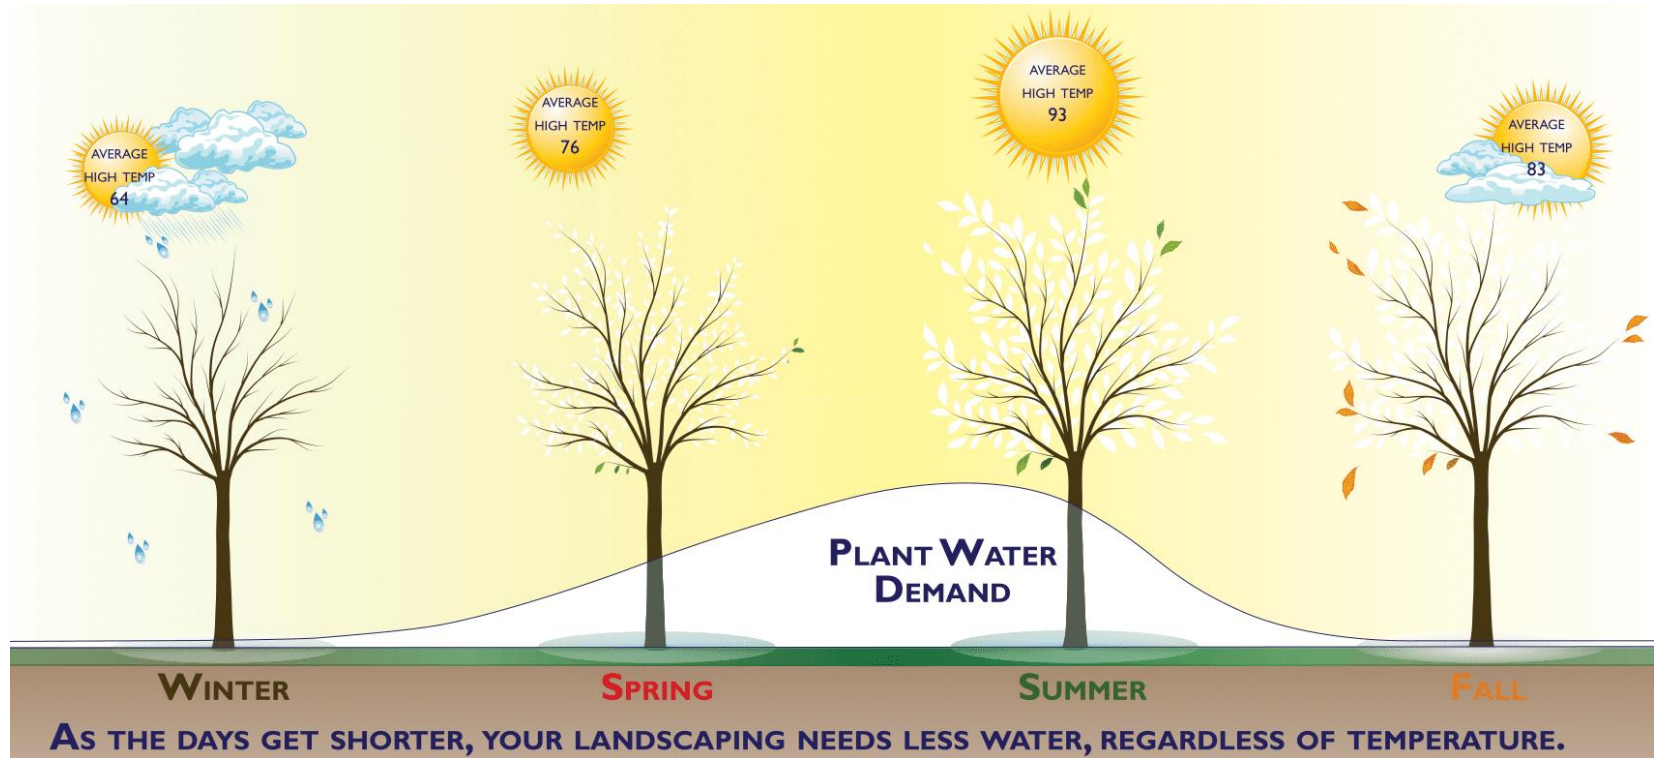 AVERAGE
HIGH TEMP
64
AVERAGE
HIGH TEMP
76
AVERAGE
HIGH TEMP
93
AVERAGE
HIGH TEMP
83
PLANT WATER
DEMAND
WINTER
SPRING
SUMMER
FALL
AS THE DAYS GET SHORTER, YOUR LANDSCAPING NEEDS LESS WATER, REGARDLESS OF TEMPERATURE.